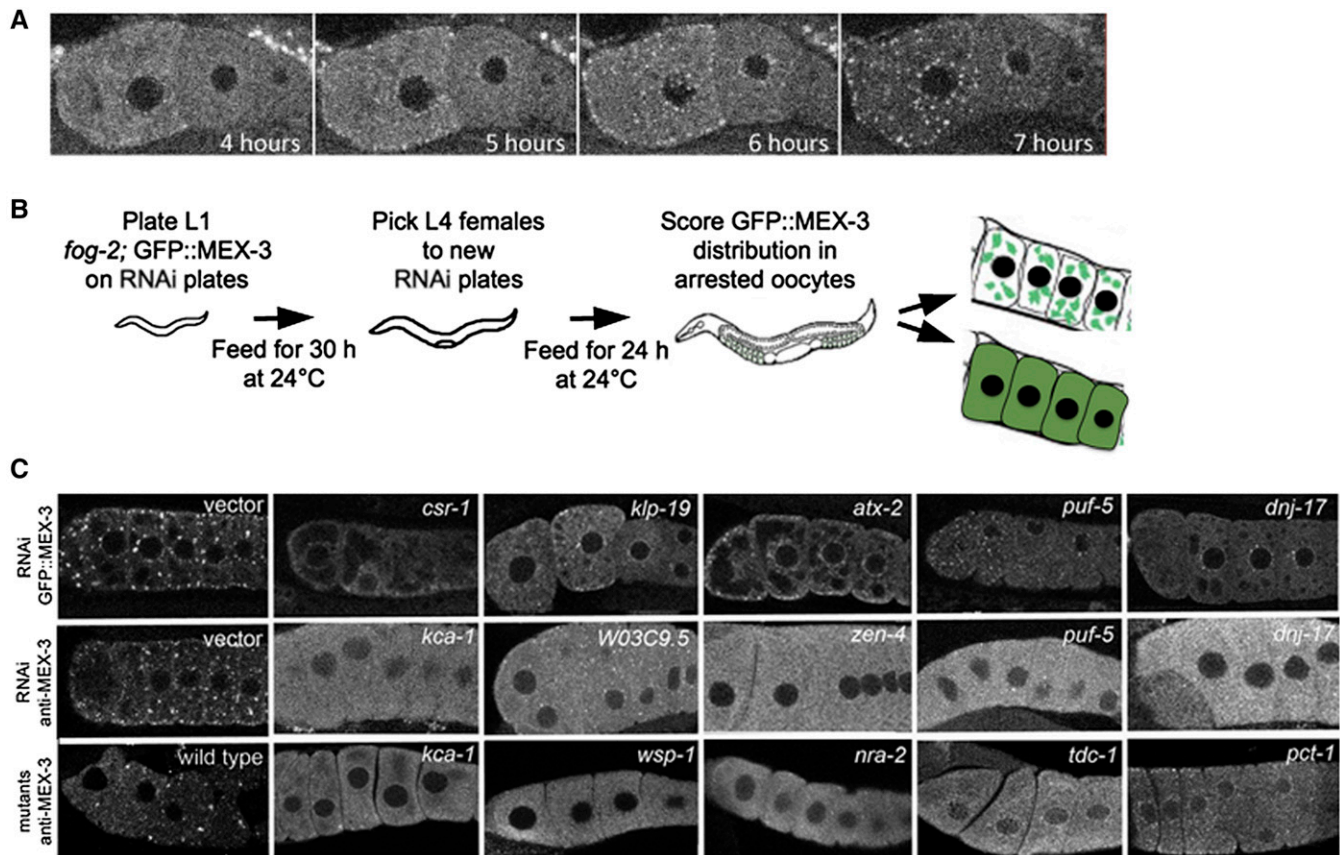 A
4 hours
5 hours
6 hours
7 hours
B
Plate L1
fog-2; GFP::MEX-3
on RNAi plates
Feed for 30 h
at 24°C
Pick L4 females
to new
RNAi plates
Feed for 24 h
at 24°C
Score GFP::MEX-3
distribution in
arrested oocytes
C
RNAi
GFP::MEX-3
vector
csr-1
klp-19
atx-2
puf-5
dnj-17
RNAi
anti-MEX-3
vector
kca-1
W03C9.5
zen-4
puf-5
dnj-17
mutants
anti-MEX-3
wild type
kca-1
wsp-1
nra-2
tdc-1
pct-1